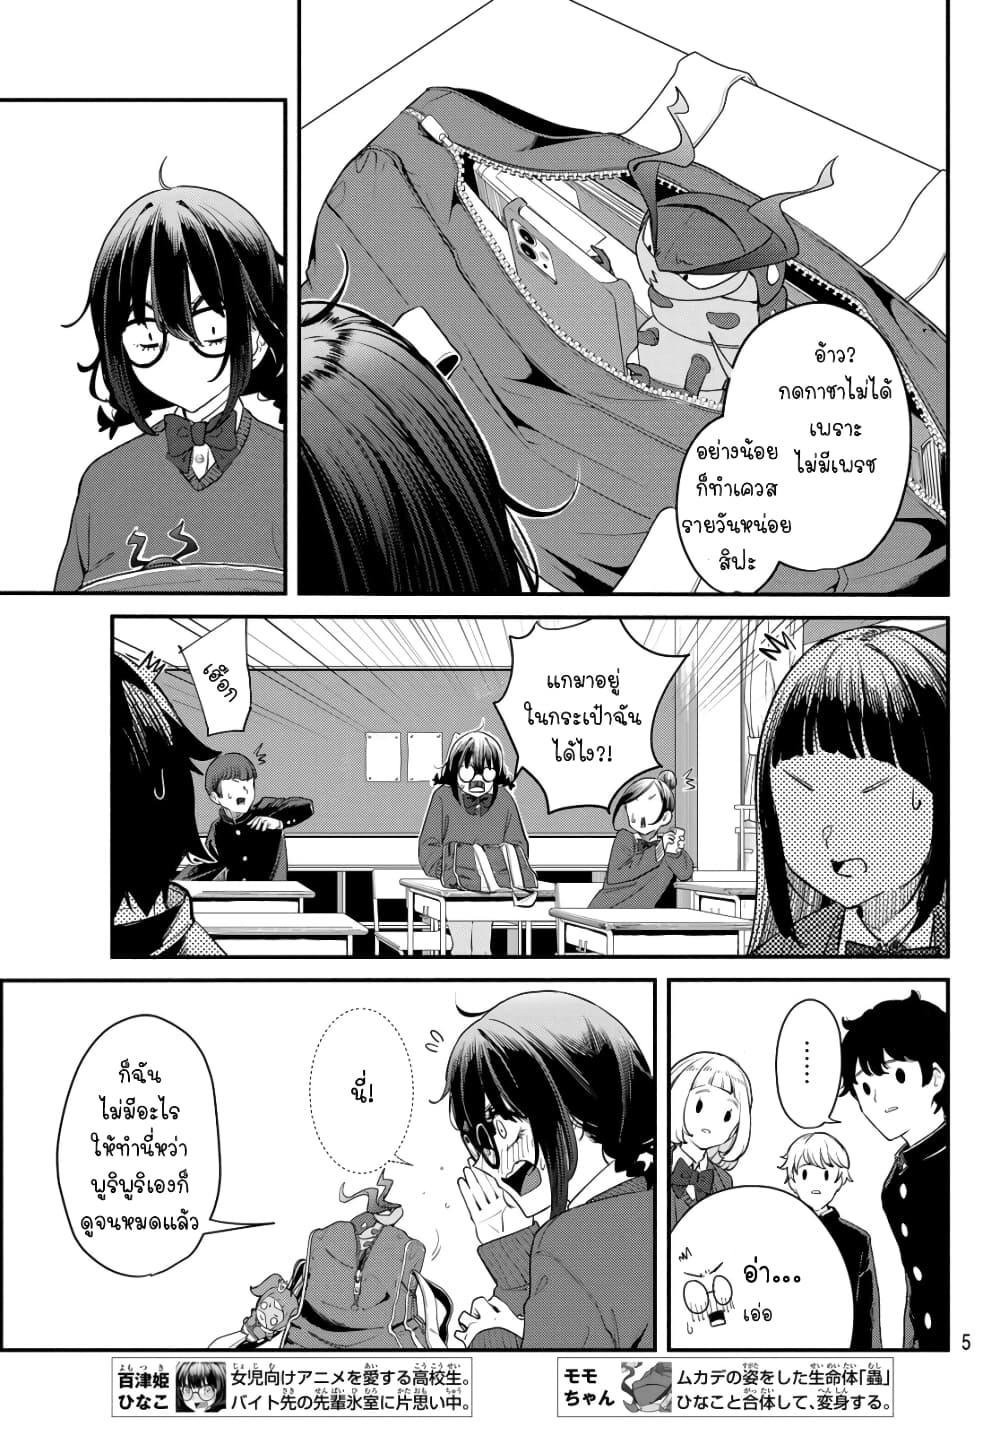 อ้าว?
กดกาชาไม่ได้
เพราะ
ไม่มีเพรช
อย่างน้อย
ก็ทำเควส
รายวันหน่อย
สิปะ
แกมาอยู่
ในกระเป๋าฉัน
ได้ไง?!
เฮือก
......
อ่า...
เอ่อ
นี่!
ก็ฉัน
ไม่มีอะไร
ให้ทำนี่หว่า
พูริพูริเองก็
ดูจนหมดแล้ว
5
百津姫
ひなこ
女児向けアニメを愛する高校生。
バイト先の先輩氷室に片思い中。
モモ
ちゃん
ムカデの姿をした生命体「蟲」
ひなこと合体して、変身する。